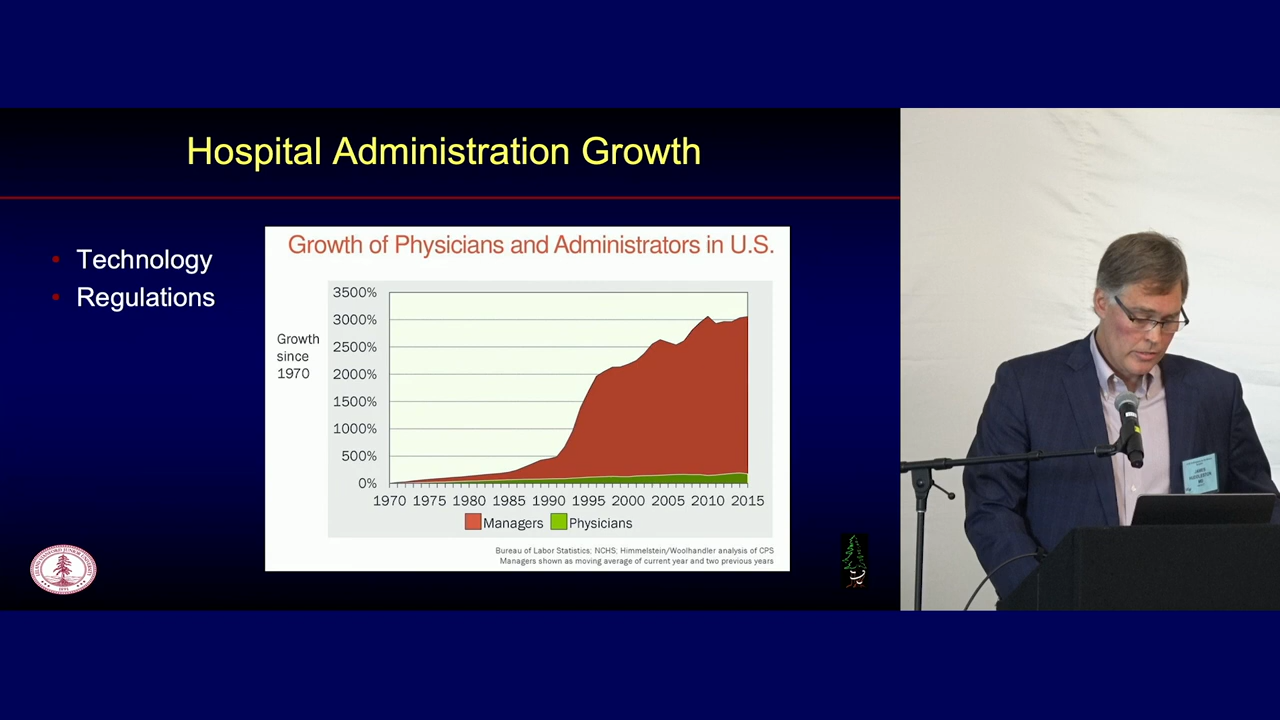 Hospital Administration Growth
• Technology
• Regulations
Growth of Physicians and Administrators in U.S.
Growth
since
1970
3500%
3000%
2500%
2000%
1500%
1000%
500%
0%
1970 1975 1980 1985 1990 1995 2000 2005 2010 2015
Managers Physicians
Bureau of Labor Statistics; NCHS; Himmelstein/Woolhandler analysis of CPS
Managers shown as moving average of current year and two previous years
JAMES
MD